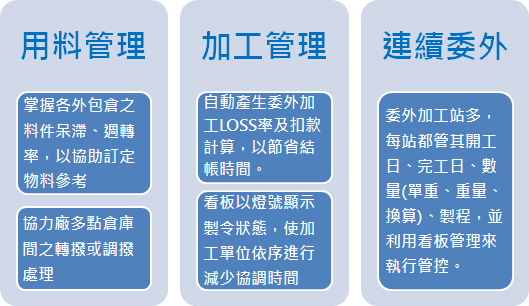 用料管理
掌握各外包倉之
料件呆滯、週轉
率，以協助訂定
物料參考
協力廠多點倉庫
間之轉撥或調撥
處理
加工管理
自動產生委外加
工LOSS率及扣款
計算，以節省結
帳時間。
看板以燈號顯示
製令狀態，使加
工單位依序進行
減少協調時間
連續委外
委外加工站多，
每站都管其開工
日、完工日、數
量(單重、重量、
換算)、製程，並
利用看板管理來
執行管控。